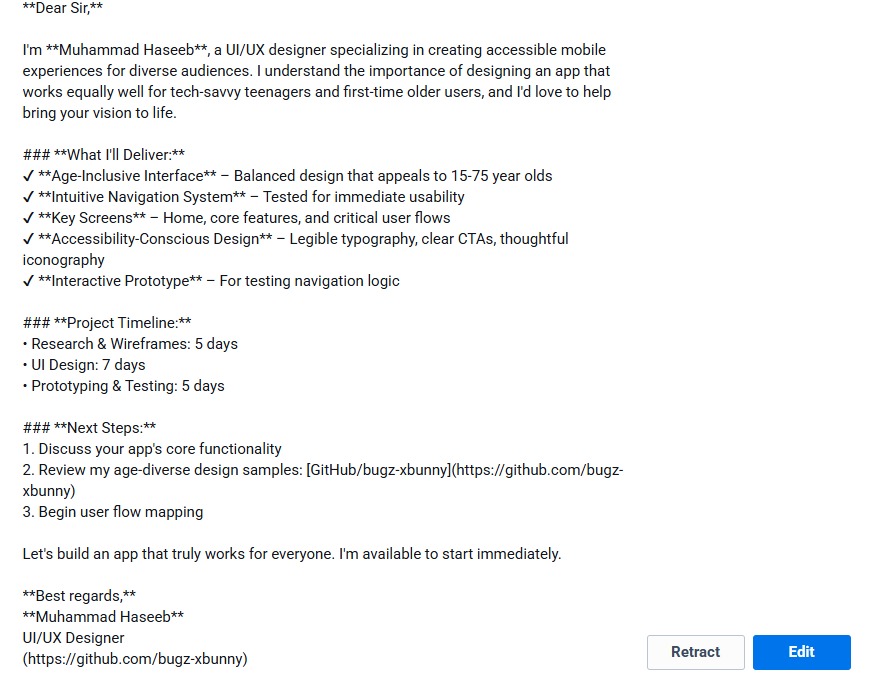 **Dear Sir,**
I'm **Muhammad Haseeb**, a UI/UX designer specializing in creating accessible mobile
experiences for diverse audiences. I understand the importance of designing an app that
works equally well for tech-savvy teenagers and first-time older users, and I'd love to help
bring your vision to life.
### **What I'll Deliver:**
✓ **Age-Inclusive Interface** – Balanced design that appeals to 15-75 year olds
✓ **Intuitive Navigation System** – Tested for immediate usability
✓ **Key Screens** – Home, core features, and critical user flows
✓ **Accessibility-Conscious Design** – Legible typography, clear CTAs, thoughtful
iconography
✓ **Interactive Prototype** – For testing navigation logic
### **Project Timeline:**
• Research & Wireframes: 5 days
• UI Design: 7 days
• Prototyping & Testing: 5 days
### **Next Steps:**
1. Discuss your app's core functionality
2. Review my age-diverse design samples: [GitHub/bugz-xbunny](https://github.com/bugz-
xbunny)
3. Begin user flow mapping
Let's build an app that truly works for everyone. I'm available to start immediately.
**Best regards,**
**Muhammad Haseeb**
UI/UX Designer
(https://github.com/bugz-xbunny)
Retract
Edit